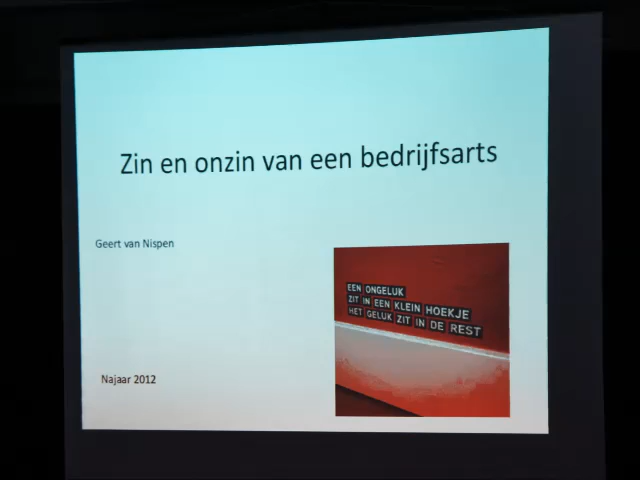 Zin en onzin van een bedrijfsarts
Geert van Nispen
EEN ONGELUK
ZIT IN EEN KLEIN HOEKJE
HET GELUK ZIT IN DE REST
Najaar 2012